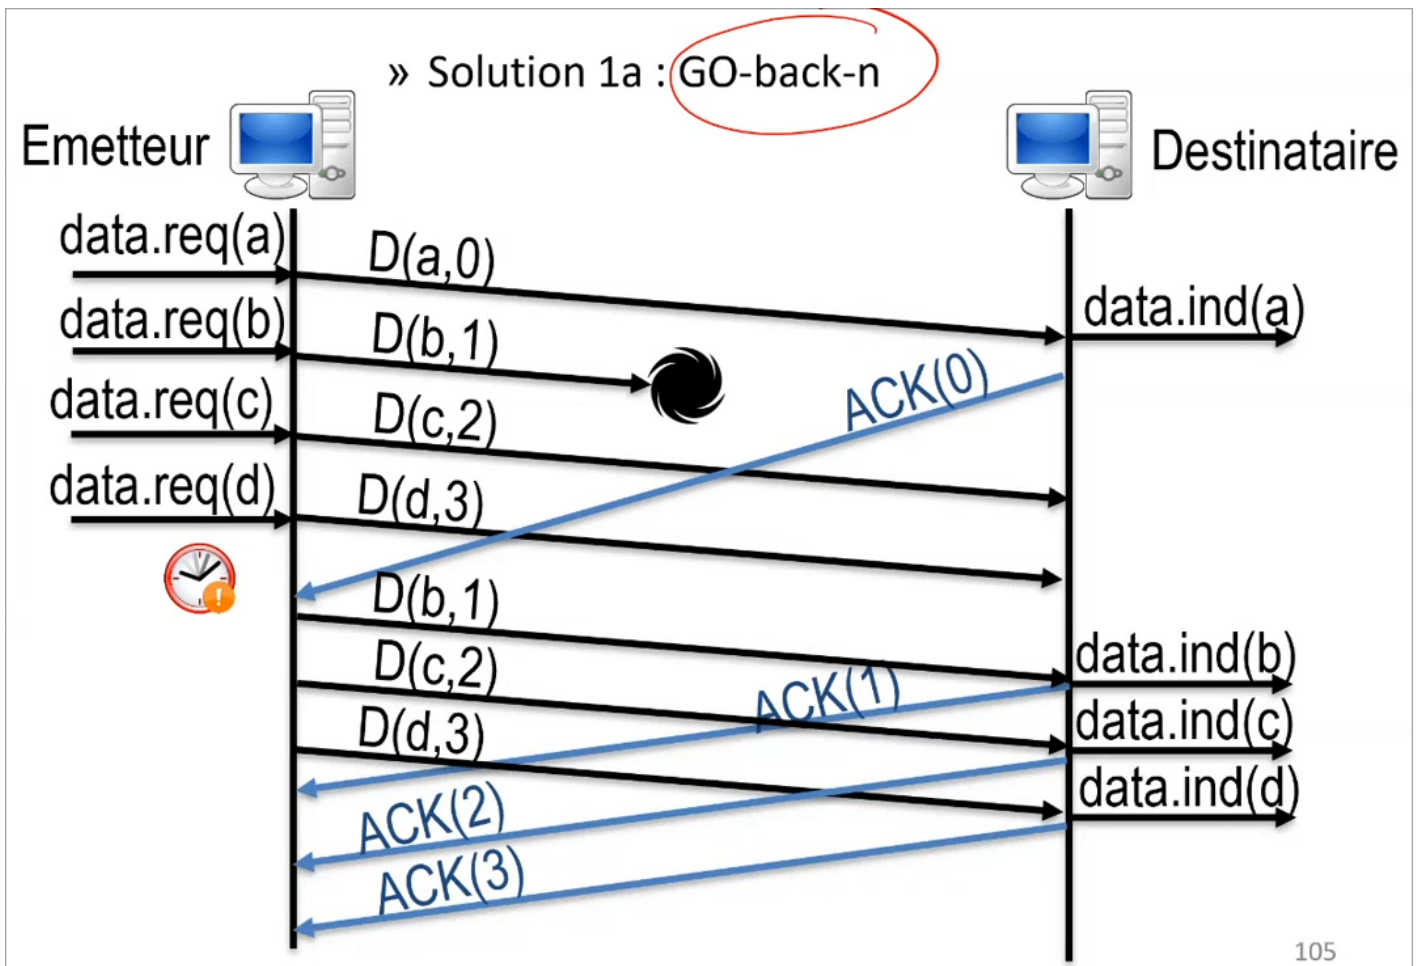 » Solution 1a : GO-back-n
Emetteur
Destinataire
data.req(a)
D(a,0)
data.ind(a)
data.req(b)
D(b,1)
ACK(0)
data.req(c)
D(c,2)
data.req(d)
D(d,3)
!
D(b,1)
data.ind(b)
D(c,2)
ACK(1)
data.ind(c)
D(d,3)
data.ind(d)
ACK(2)
ACK(3)
105